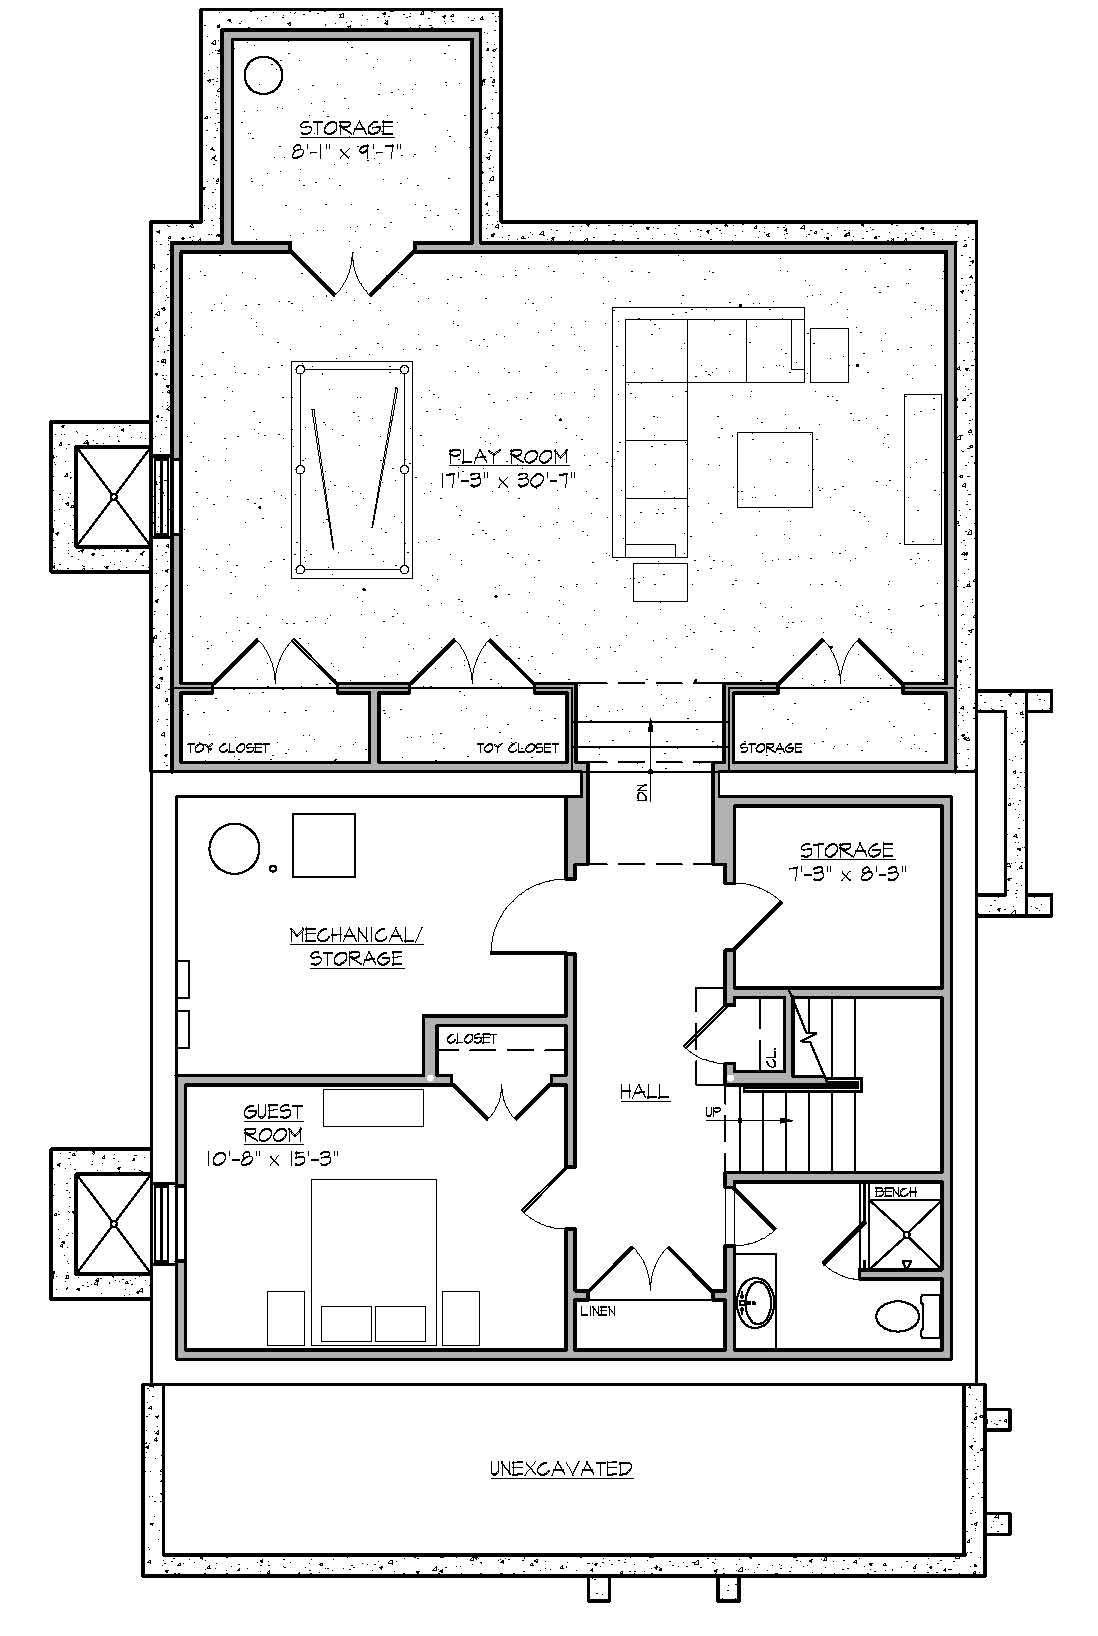 STORAGE
8'-1" x 9'-7"
PLAY ROOM
17'-3" x 30'-7"
TOY CLOSET
TOY CLOSET
STORAGE
DN
STORAGE
7'-3" x 8'-3"
MECHANICAL/
STORAGE
CLOSET
CL.
HALL
GUEST
ROOM
10'-8" x 15'-3"
UP
BENCH
LINEN
UNEXCAVATED